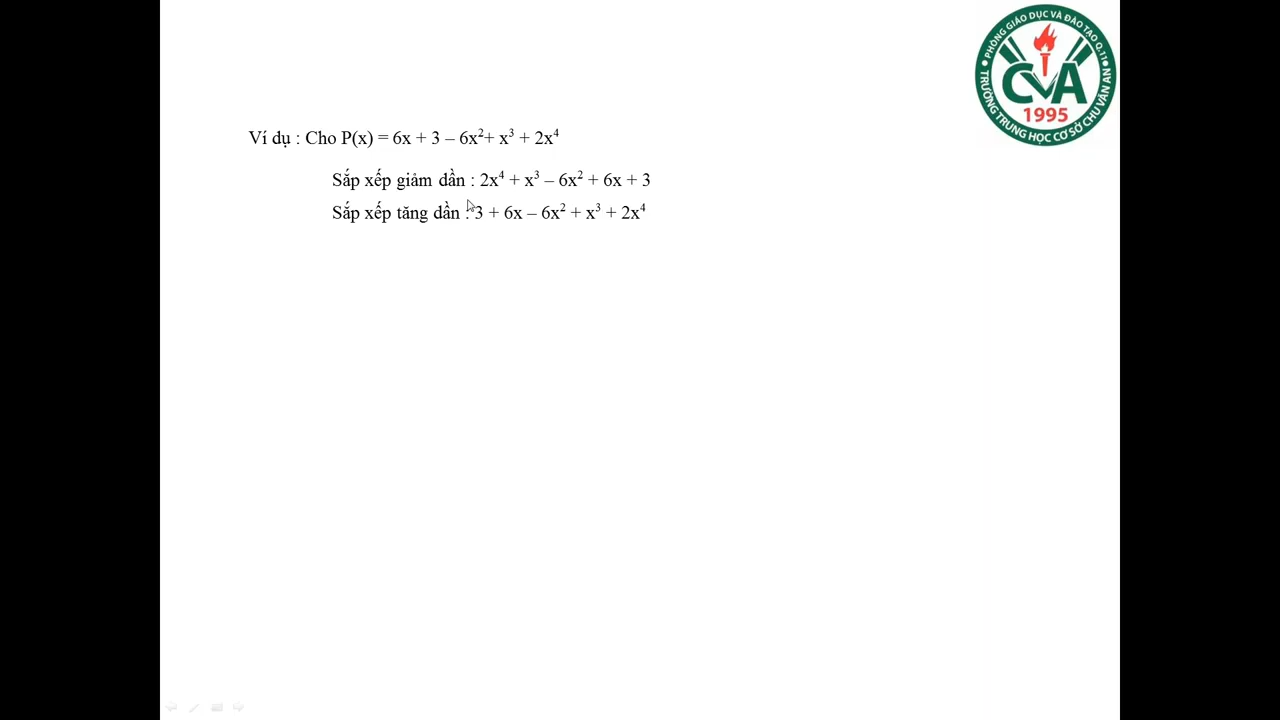 PHÒNG GIÁO DỤC VÀ ĐÀO TẠO Q.11
CVA
1995
TRƯỜNG TRUNG HỌC CƠ SỞ CHU VĂN AN
Ví dụ : Cho P(x) = 6x + 3 – 6x²+ x³ + 2x⁴
Sắp xếp giảm dần : 2x⁴ + x³ – 6x² + 6x + 3
Sắp xếp tăng dần : 3 + 6x – 6x² + x³ + 2x⁴